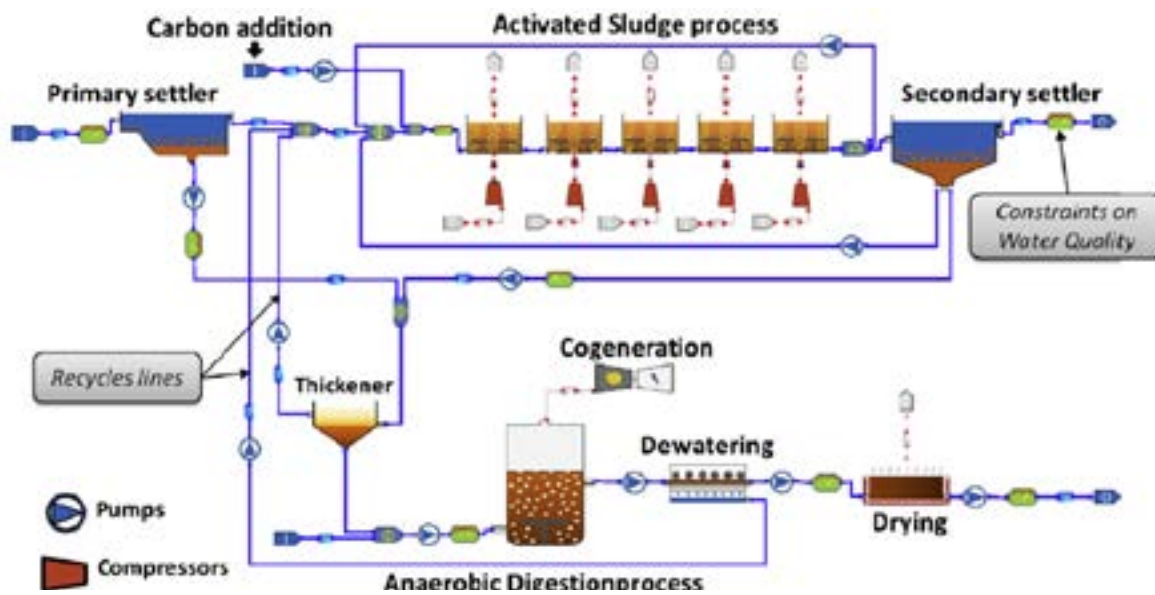 Activated Sludge process
Carbon addition
Primary settler
Secondary settler
Constraints on
Water Quality
Recycles lines
Cogeneration
Thickener
Dewatering
Drying
Pumps
Compressors
Anaerobic Digestionprocess